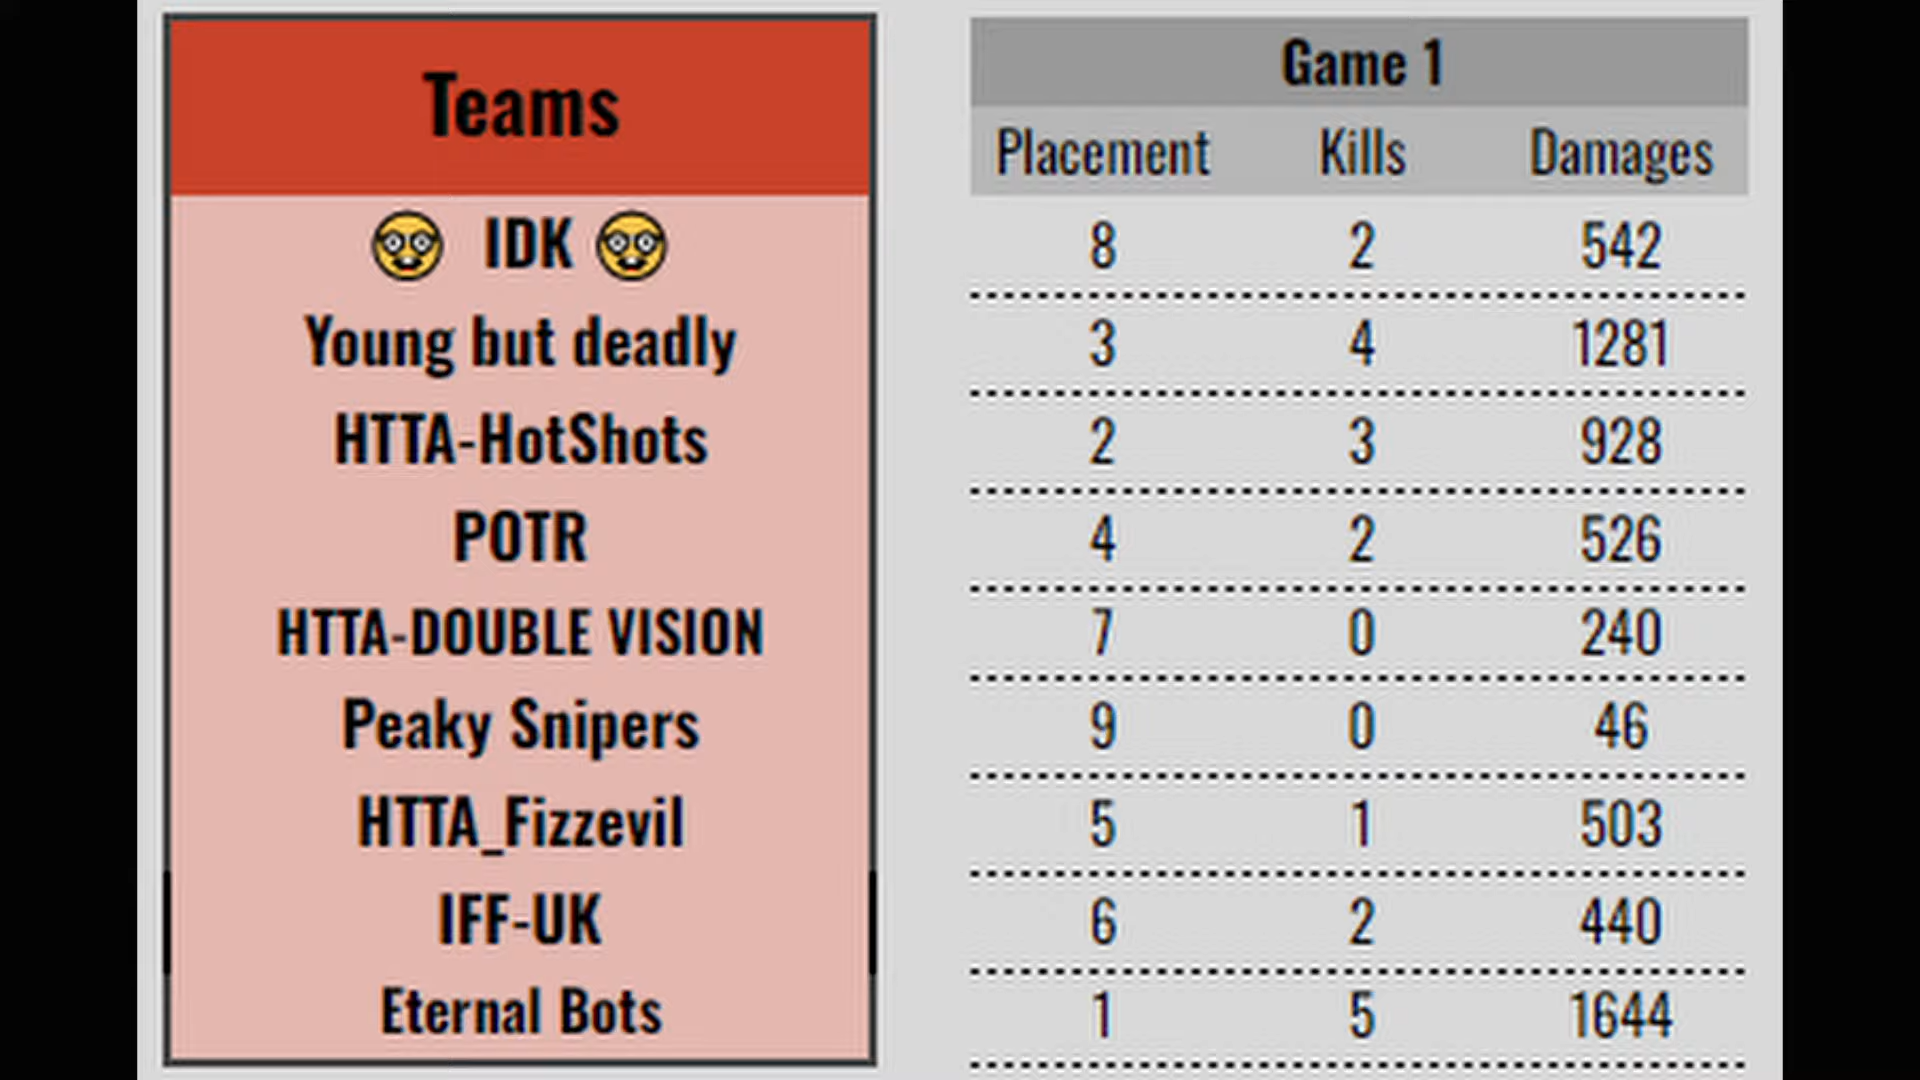 Teams
Game 1
Placement Kills Damages
IDK 8 2 542
Young but deadly 3 4 1281
HTTA-HotShots 2 3 928
POTR 4 2 526
HTTA-DOUBLE VISION 7 0 240
Peaky Snipers 9 0 46
HTTA_Fizzevil 5 1 503
IFF-UK 6 2 440
Eternal Bots 1 5 1644